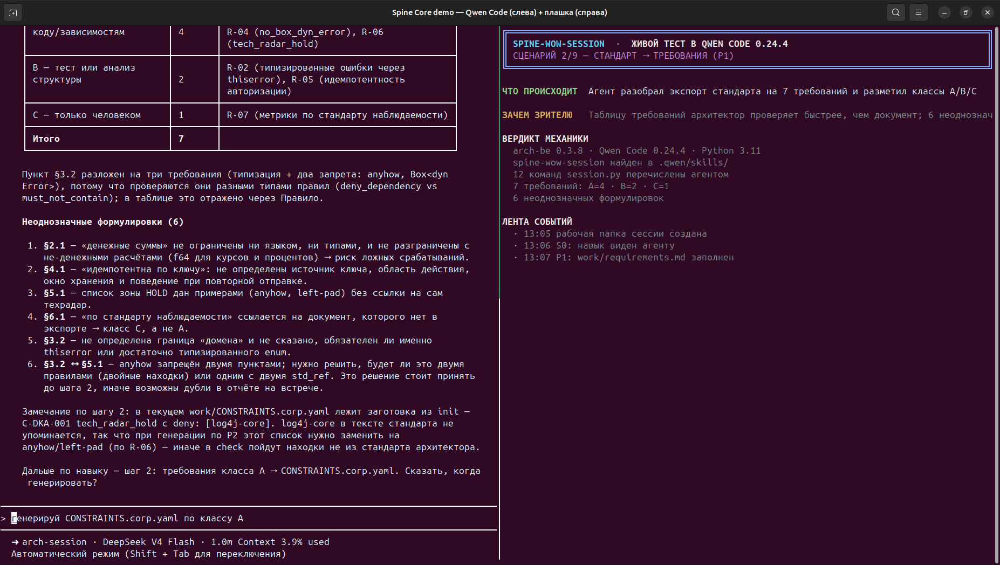 Spine Core demo — Qwen Code (слева) + плашка (справа)
коду/зависимостям
4
R-04 (no_box_dyn_error), R-06
(tech_radar_hold)
B — тест или анализ
структуры
2
R-02 (типизированные ошибки через
thiserror), R-05 (идемпотентность
авторизации)
C — только человеком
1
R-07 (метрики по стандарту наблюдаемости)
Итого
7
Пункт §3.2 разложен на три требования (типизация + два запрета: anyhow, Box<dyn
Error>), потому что проверяются они разными типами правил (deny_dependency vs
must_not_contain); в таблице это отражено через Правило.
Неоднозначные формулировки (6)
1. §2.1 — «денежные суммы» не ограничены ни языком, ни типами, и не разграничены с
не-денежными расчётами (f64 для курсов и процентов) → риск ложных срабатываний.
2. §4.1 — «идемпотентна по ключу»: не определены источник ключа, область действия,
окно хранения и поведение при повторной отправке.
3. §5.1 — список зоны HOLD дан примерами (anyhow, left-pad) без ссылки на сам
техрадар.
4. §6.1 — «по стандарту наблюдаемости» ссылается на документ, которого нет в
экспорте → класс C, а не A.
5. §3.2 — не определена граница «домена» и не сказано, обязателен ли именно
thiserror или достаточно типизированного enum.
6. §3.2 ↔ §5.1 — anyhow запрещён двумя пунктами; нужно решить, будет ли это двумя
правилами (двойные находки) или одним с двумя std_ref. Это решение стоит принять
до шага 2, иначе возможны дубли в отчёте на встрече.
Замечание по шагу 2: в текущем work/CONSTRAINTS.corp.yaml лежит заготовка из init —
C-DKA-001 tech_radar_hold с deny: [log4j-core]. log4j-core в тексте стандарта не
упоминается, так что при генерации по P2 этот список нужно заменить на
anyhow/left-pad (по R-06) — иначе в check пойдут находки не из стандарта архитектора.
Дальше по навыку — шаг 2: требования класса A → CONSTRAINTS.corp.yaml. Сказать, когда
генерировать?
> генерируй CONSTRAINTS.corp.yaml по классу A
➜ arch-session · DeepSeek V4 Flash · 1.0m Context 3.9% used
Автоматический режим (Shift + Tab для переключения)
SPINE-WOW-SESSION · ЖИВОЙ ТЕСТ В QWEN CODE 0.24.4
СЦЕНАРИЙ 2/9 — СТАНДАРТ → ТРЕБОВАНИЯ (P1)
ЧТО ПРОИСХОДИТ Агент разобрал экспорт стандарта на 7 требований и разметил классы A/B/C
ЗАЧЕМ ЗРИТЕЛЮ Таблицу требований архитектор проверяет быстрее, чем документ; 6 неоднознач
ВЕРДИКТ МЕХАНИКИ
arch-be 0.3.8 · Qwen Code 0.24.4 · Python 3.11
spine-wow-session найден в .qwen/skills/
12 команд session.py перечислены агентом
7 требований: A=4 · B=2 · C=1
6 неоднозначных формулировок
ЛЕНТА СОБЫТИЙ
· 13:05 рабочая папка сессии создана
· 13:06 S0: навык виден агенту
· 13:07 P1: work/requirements.md заполнен